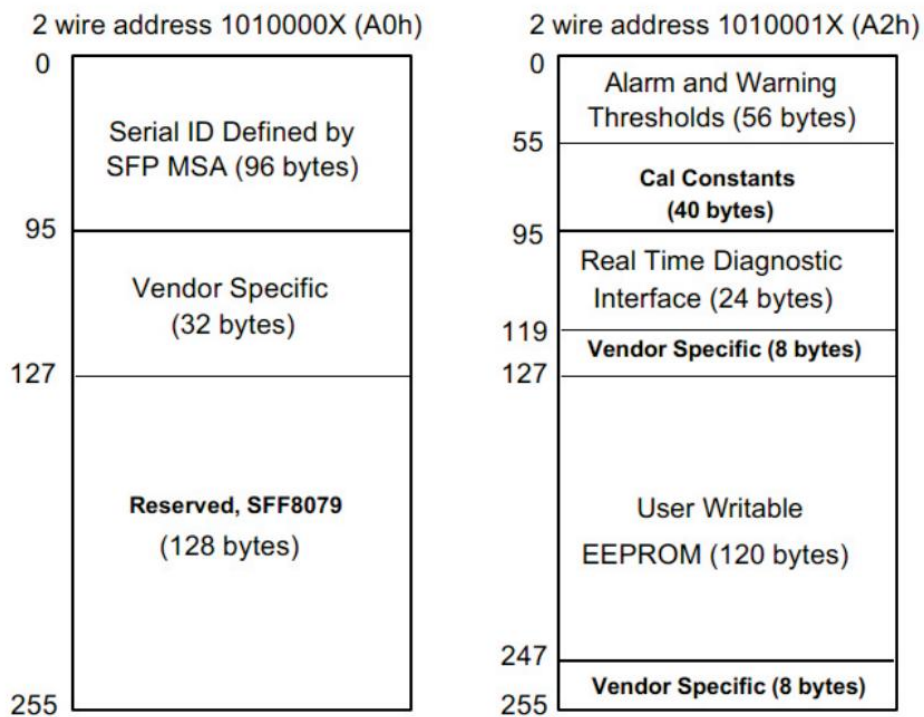 2 wire address 1010000X (A0h)
0
Serial ID Defined by
SFP MSA (96 bytes)
95
Vendor Specific
(32 bytes)
127
Reserved, SFF8079
(128 bytes)
255
2 wire address 1010001X (A2h)
0
Alarm and Warning
Thresholds (56 bytes)
55
Cal Constants
(40 bytes)
95
Real Time Diagnostic
Interface (24 bytes)
119
Vendor Specific (8 bytes)
127
User Writable
EEPROM (120 bytes)
247
Vendor Specific (8 bytes)
255